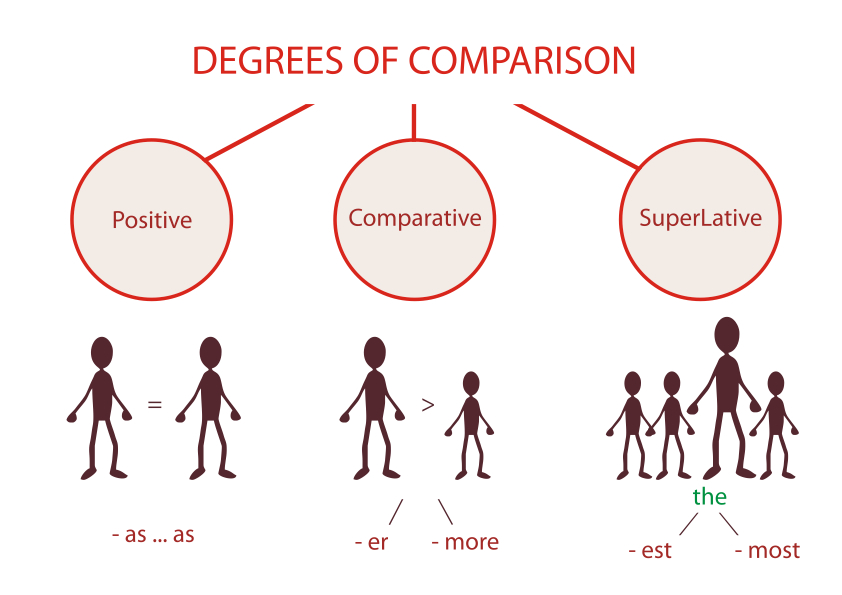 DEGREES OF COMPARISON
Positive
Comparative
SuperLative
=
>
the
- as ... as
- er
- more
- est
- most